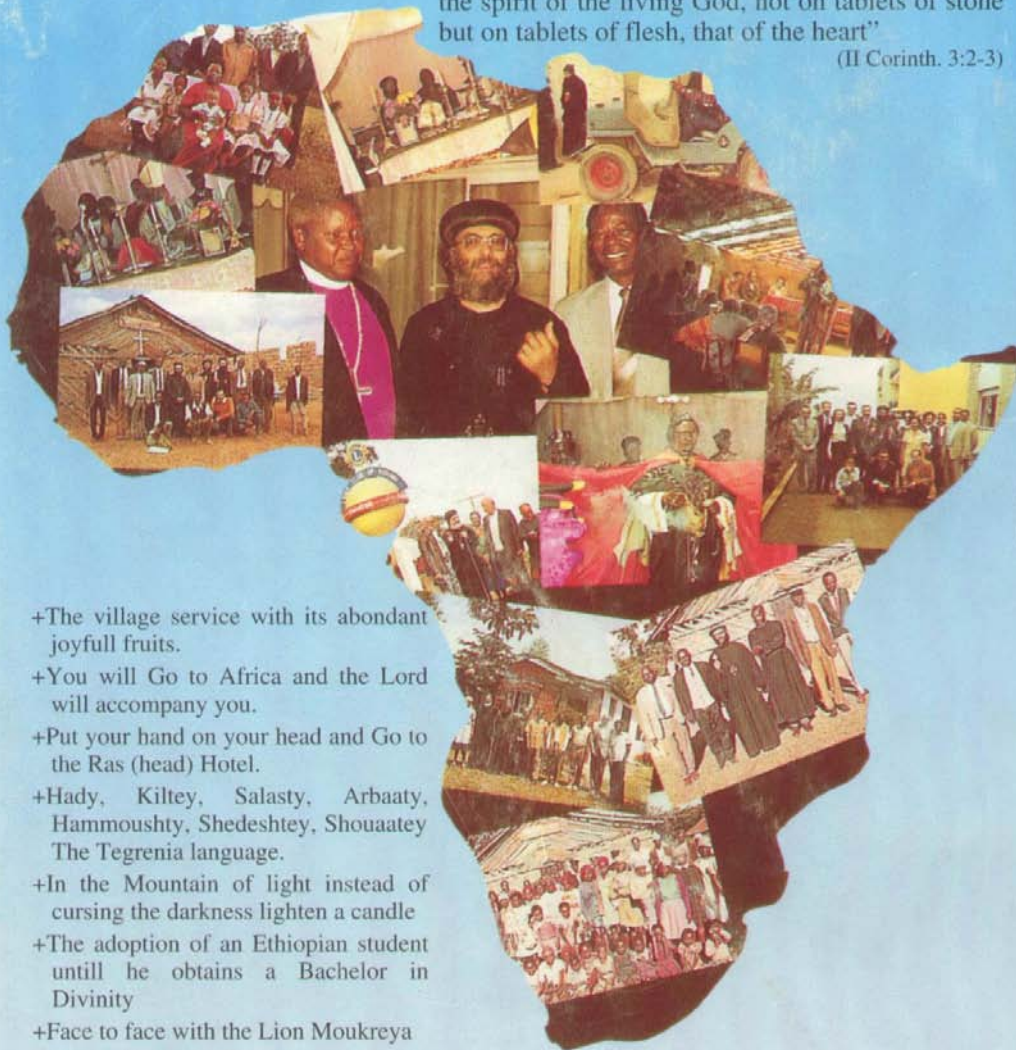 the spirit of the living God, not on tablets of stone
but on tablets of flesh, that of the heart”
(II Corinth. 3:2-3)
+The village service with its abondant
joyfull fruits.
+You will Go to Africa and the Lord
will accompany you.
+Put your hand on your head and Go to
the Ras (head) Hotel.
+Hady, Kiltey, Salasty, Arbaaty,
Hammoushty, Shedeshtey, Shouaatey
The Tegrenia language.
+In the Mountain of light instead of
cursing the darkness lighten a candle
+The adoption of an Ethiopian student
untill he obtains a Bachelor in
Divinity
+Face to face with the Lion Moukreya